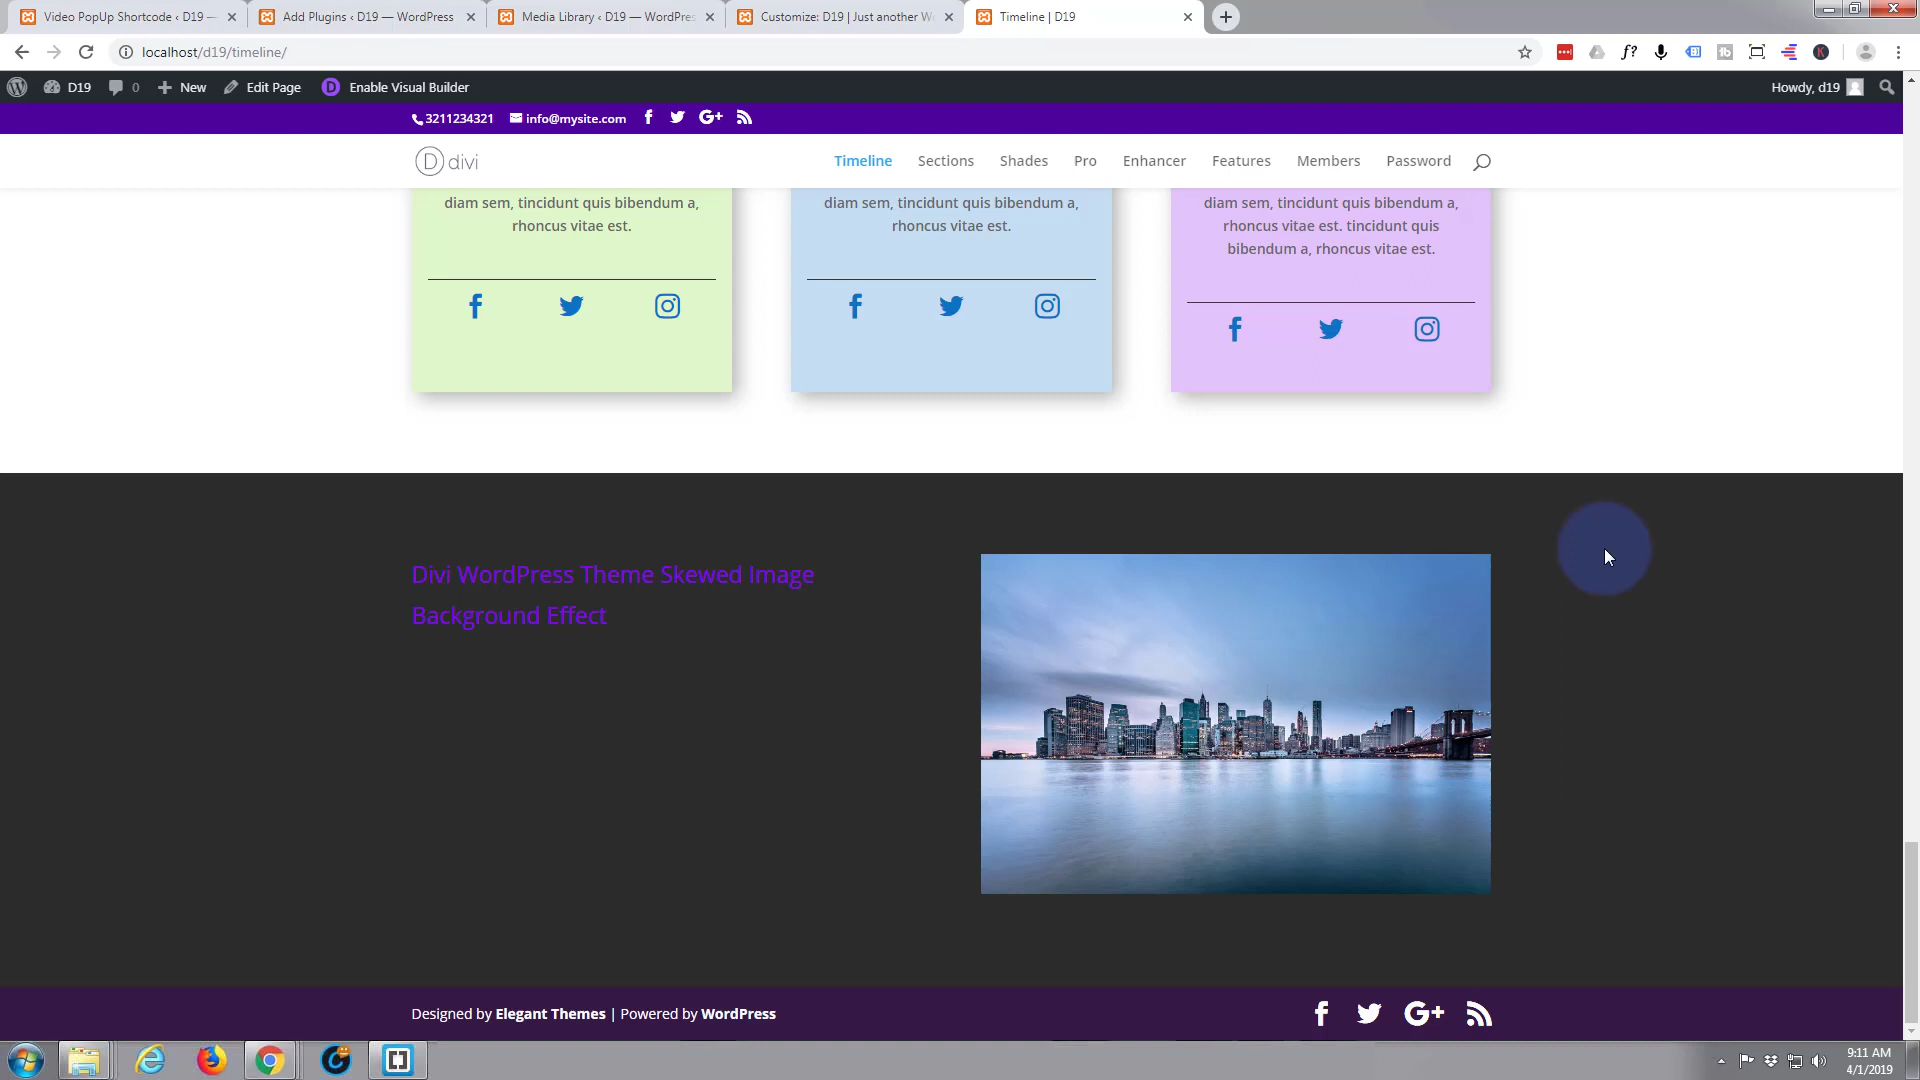 Video PopUp Shortcode ‹ D19 —
Add Plugins ‹ D19 — WordPress
Media Library ‹ D19 — WordPre
Customize: D19 | Just another W
Timeline | D19
localhost/d19/timeline/
D19
0
New
Edit Page
Enable Visual Builder
Howdy, d19
3211234321
info@mysite.com
divi
Timeline
Sections
Shades
Pro
Enhancer
Features
Members
Password
diam sem, tincidunt quis bibendum a,
rhoncus vitae est.
diam sem, tincidunt quis bibendum a,
rhoncus vitae est.
diam sem, tincidunt quis bibendum a,
rhoncus vitae est. tincidunt quis
bibendum a, rhoncus vitae est.
Divi WordPress Theme Skewed Image
Background Effect
Designed by Elegant Themes | Powered by WordPress
9:11 AM
4/1/2019